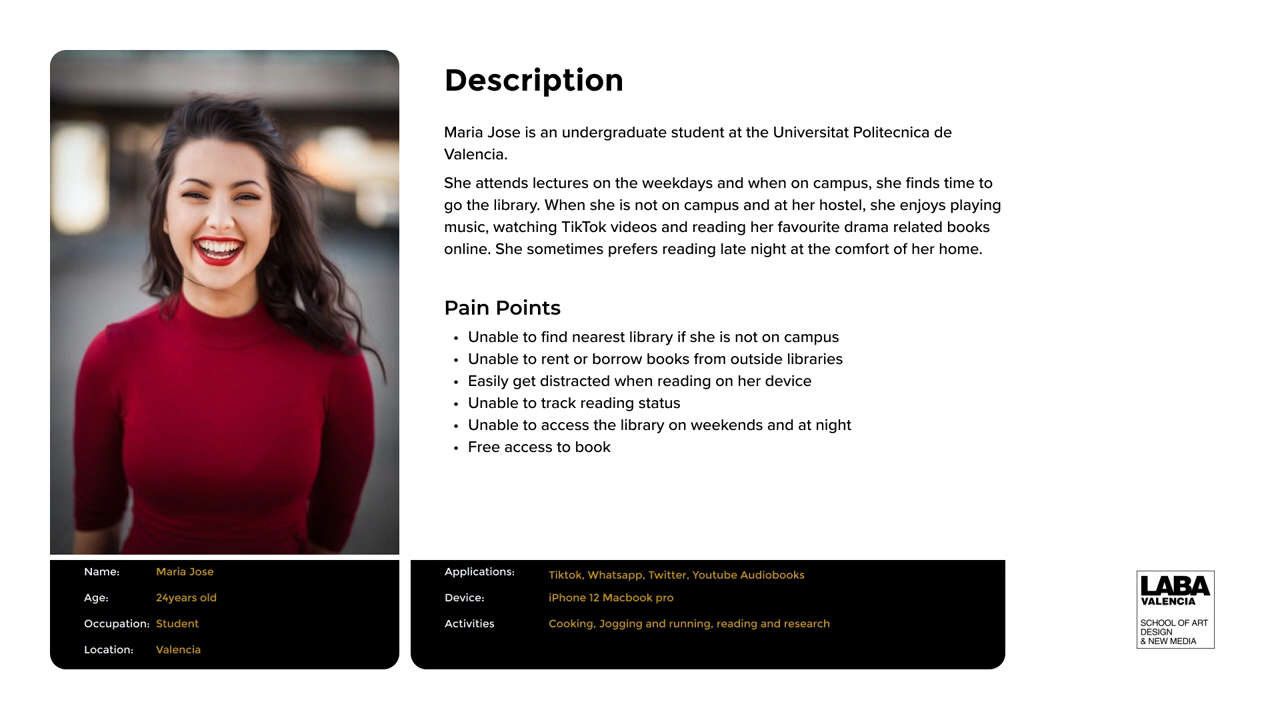 Description
Maria Jose is an undergraduate student at the Universitat Politecnica de
Valencia.
She attends lectures on the weekdays and when on campus, she finds time to
go the library. When she is not on campus and at her hostel, she enjoys playing
music, watching TikTok videos and reading her favourite drama related books
online. She sometimes prefers reading late night at the comfort of her home.
Pain Points
• Unable to find nearest library if she is not on campus
• Unable to rent or borrow books from outside libraries
• Easily get distracted when reading on her device
• Unable to track reading status
• Unable to access the library on weekends and at night
• Free access to book
Name: Maria Jose
Age: 24years old
Occupation: Student
Location: Valencia
Applications: Tiktok, Whatsapp, Twitter, Youtube Audiobooks
Device: iPhone 12 Macbook pro
Activities Cooking, Jogging and running, reading and research
LABA
VALENCIA
SCHOOL OF ART
DESIGN
& NEW MEDIA